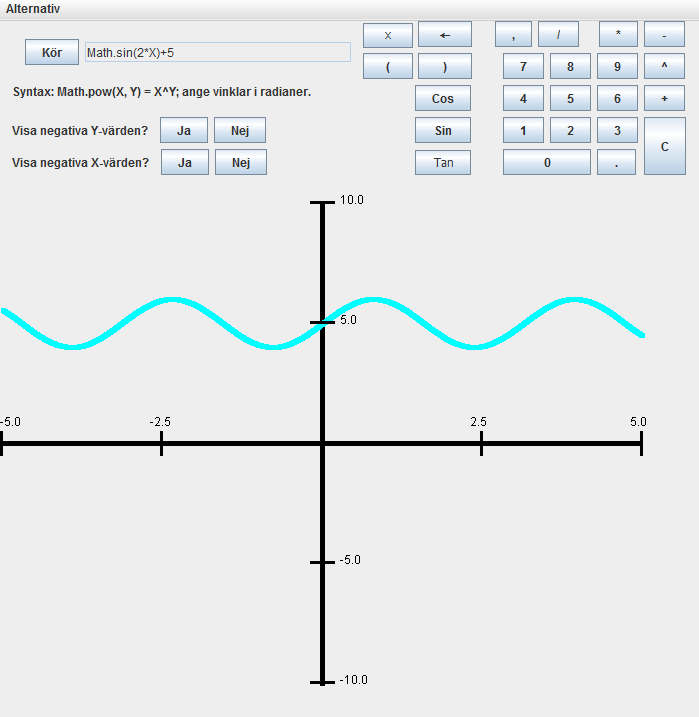 Alternativ
x ← , / * -
Kör Math.sin(2*X)+5
( ) 7 8 9 ^
Syntax: Math.pow(X, Y) = X^Y; ange vinklar i radianer.
Cos 4 5 6 +
Visa negativa Y-värden? Ja Nej Sin 1 2 3 C
Visa negativa X-värden? Ja Nej Tan 0 .
10.0
5.0
-5.0 -2.5 2.5 5.0
-5.0
-10.0